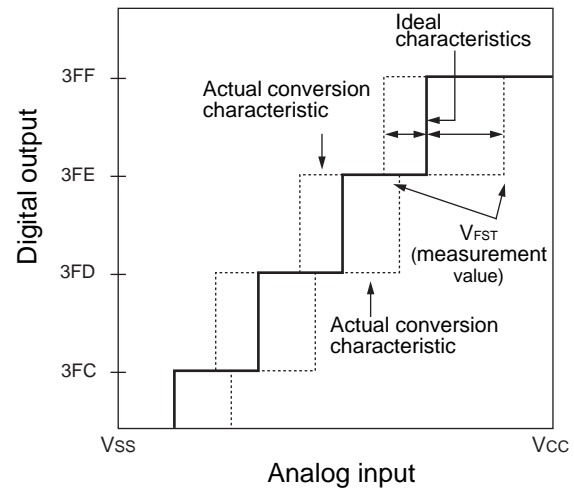 Ideal
characteristics
3FF
Actual conversion
characteristic
3FE
VFST
(measurement
value)
3FD
Actual conversion
characteristic
3FC
Digital output
VSS
VCC
Analog input